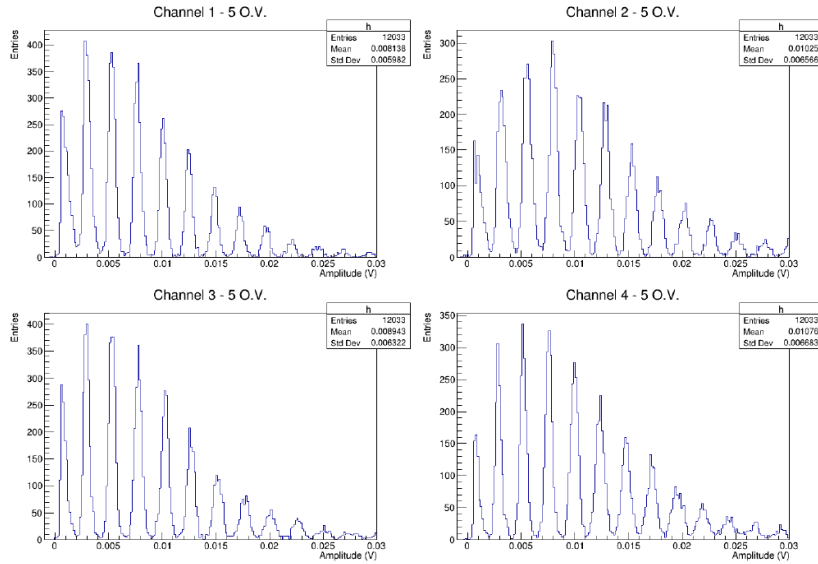 Channel 1 - 5 O.V.
h
Entries 12033
Mean 0.008138
Std Dev 0.005982
Entries
400
350
300
250
200
150
100
50
0
0 0.005 0.01 0.015 0.02 0.025 0.03
Amplitude (V)
Channel 2 - 5 O.V.
h
Entries 12033
Mean 0.01025
Std Dev 0.006566
Entries
300
250
200
150
100
50
0
0 0.005 0.01 0.015 0.02 0.025 0.03
Amplitude (V)
Channel 3 - 5 O.V.
h
Entries 12033
Mean 0.008943
Std Dev 0.006322
Entries
400
350
300
250
200
150
100
50
0
0 0.005 0.01 0.015 0.02 0.025 0.03
Amplitude (V)
Channel 4 - 5 O.V.
h
Entries 12033
Mean 0.01076
Std Dev 0.006683
Entries
350
300
250
200
150
100
50
0
0 0.005 0.01 0.015 0.02 0.025 0.03
Amplitude (V)